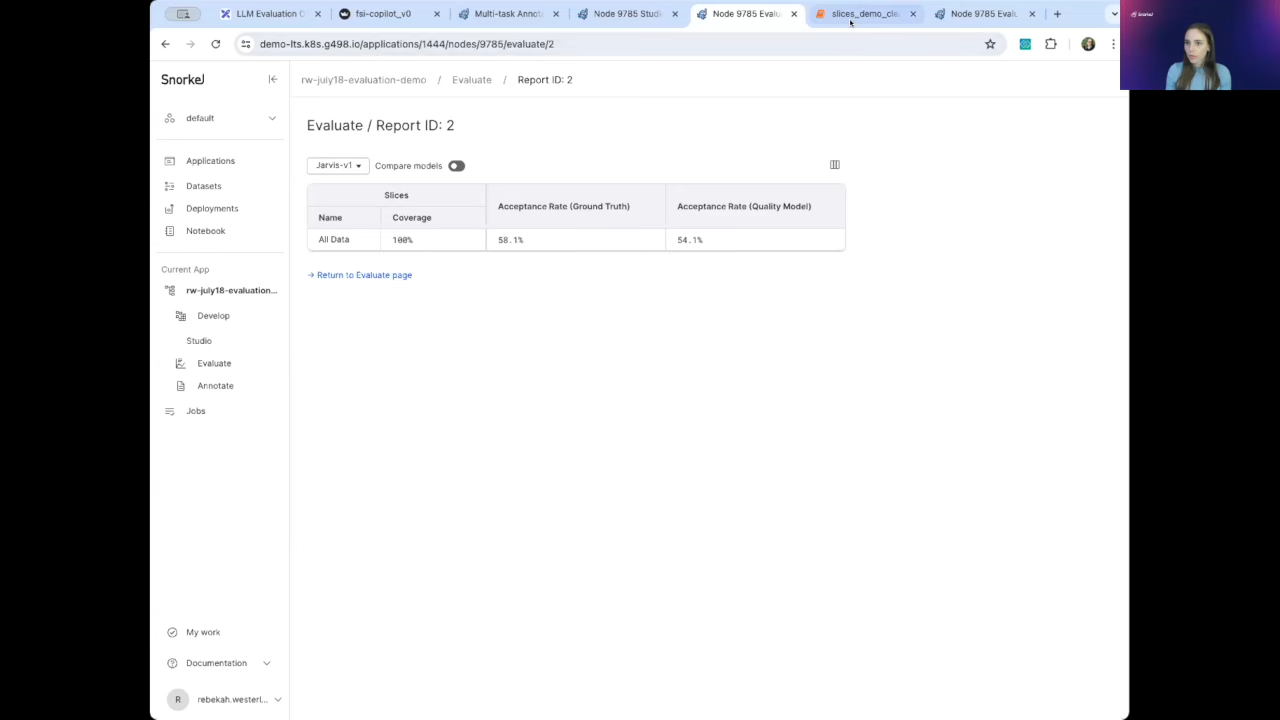 LLM Evaluation O
fsi-copilot_v0
Multi-task Annot
Node 9785 Studi
Node 9785 Evalu
slices_demo_clea
Node 9785 Evalu
demo-lts.k8s.g498.io/applications/1444/nodes/9785/evaluate/2
Snorkel
Snorkel
rw-july18-evaluation-demo / Evaluate / Report ID: 2
default
Evaluate / Report ID: 2
Applications
Datasets
Deployments
Notebook
Jarvis-v1 Compare models
Slices
Acceptance Rate (Ground Truth) Acceptance Rate (Quality Model)
Name Coverage
All Data 100% 58.1% 54.1%
→ Return to Evaluate page
Current App
rw-july18-evaluation...
Develop
Studio
Evaluate
Annotate
Jobs
My work
Documentation
R rebekah.westerl...